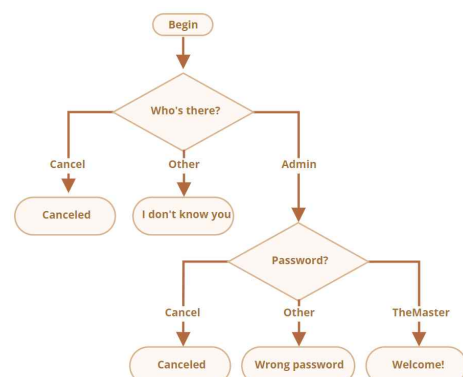 Begin
Who's there?
Cancel
Other
Admin
Canceled
I don't know you
Password?
Cancel
Other
TheMaster
Canceled
Wrong password
Welcome!